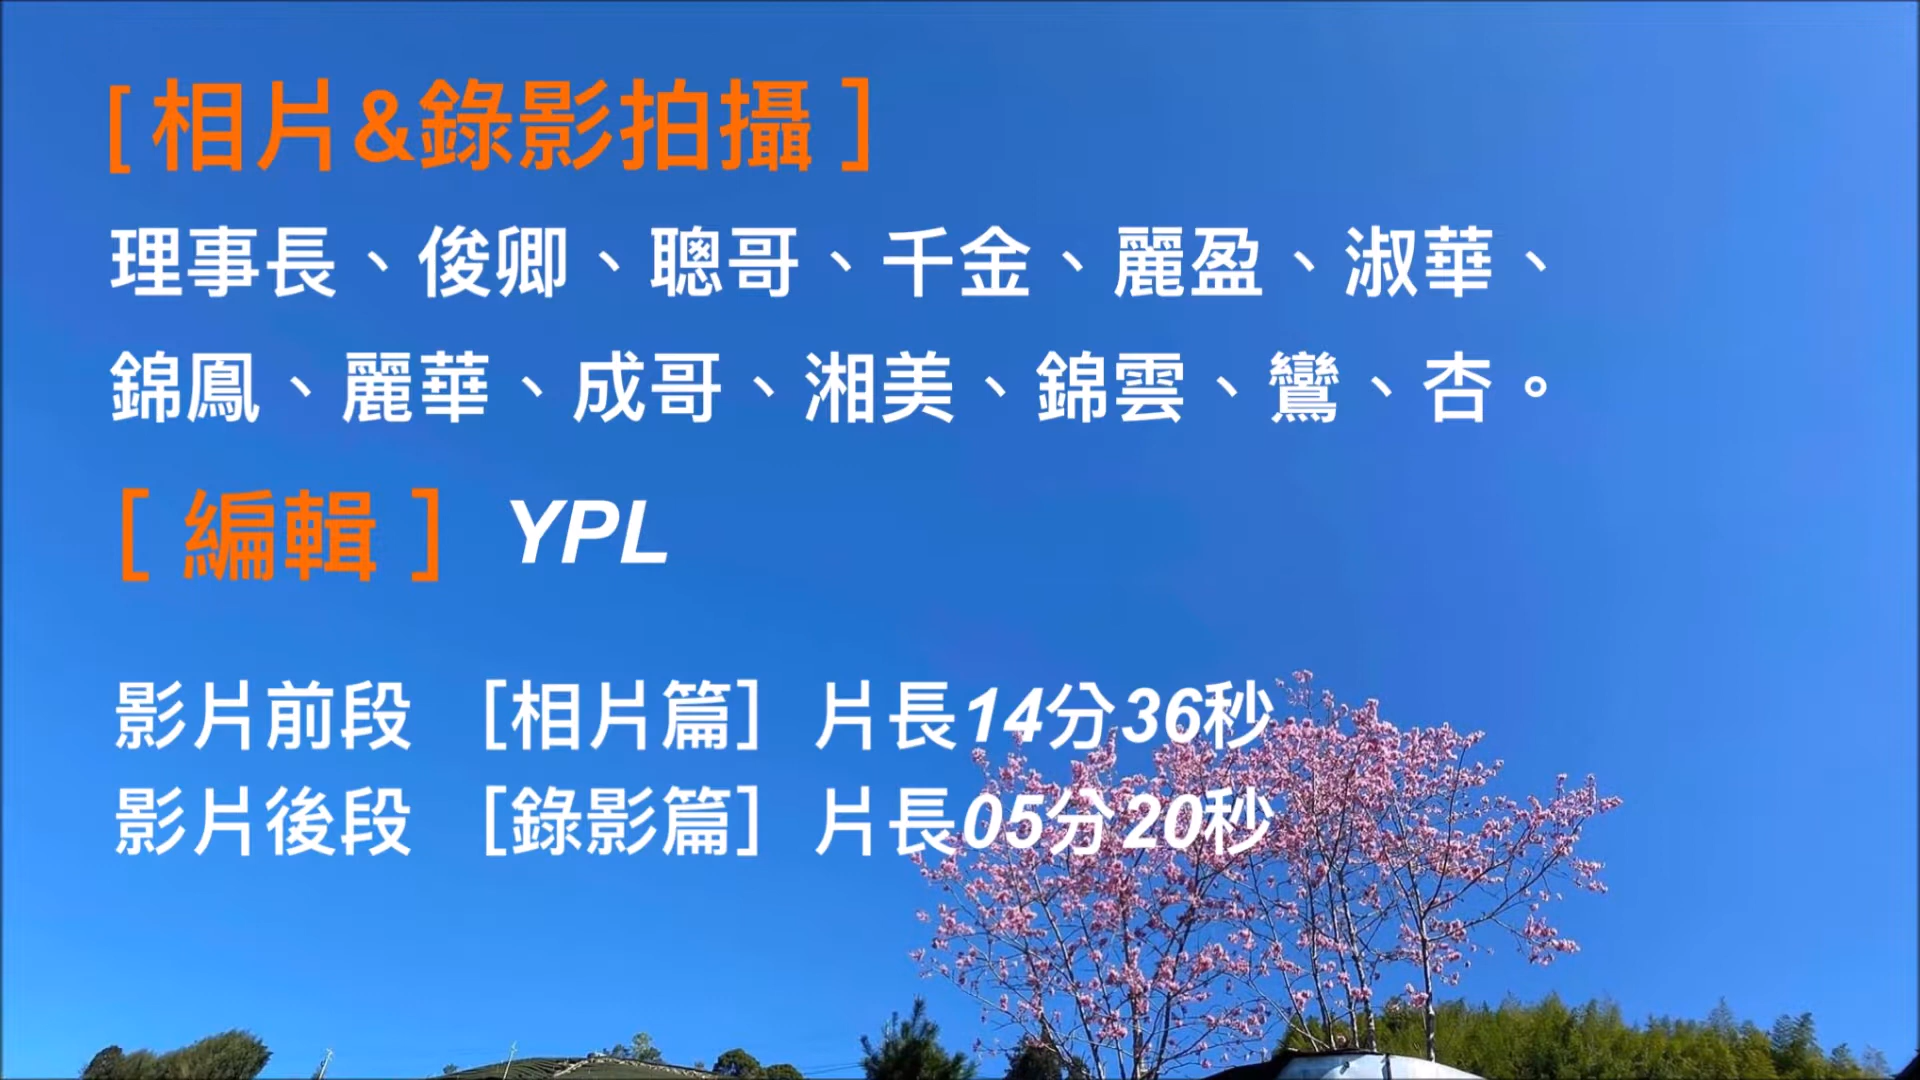 [相片&錄影拍攝]
理事長、俊卿、聰哥、千金、麗盈、淑華、
錦鳳、麗華、成哥、湘美、錦雲、鸞、杏。
[編輯] YPL
影片前段 [相片篇] 片長14分36秒
影片後段 [錄影篇] 片長05分20秒